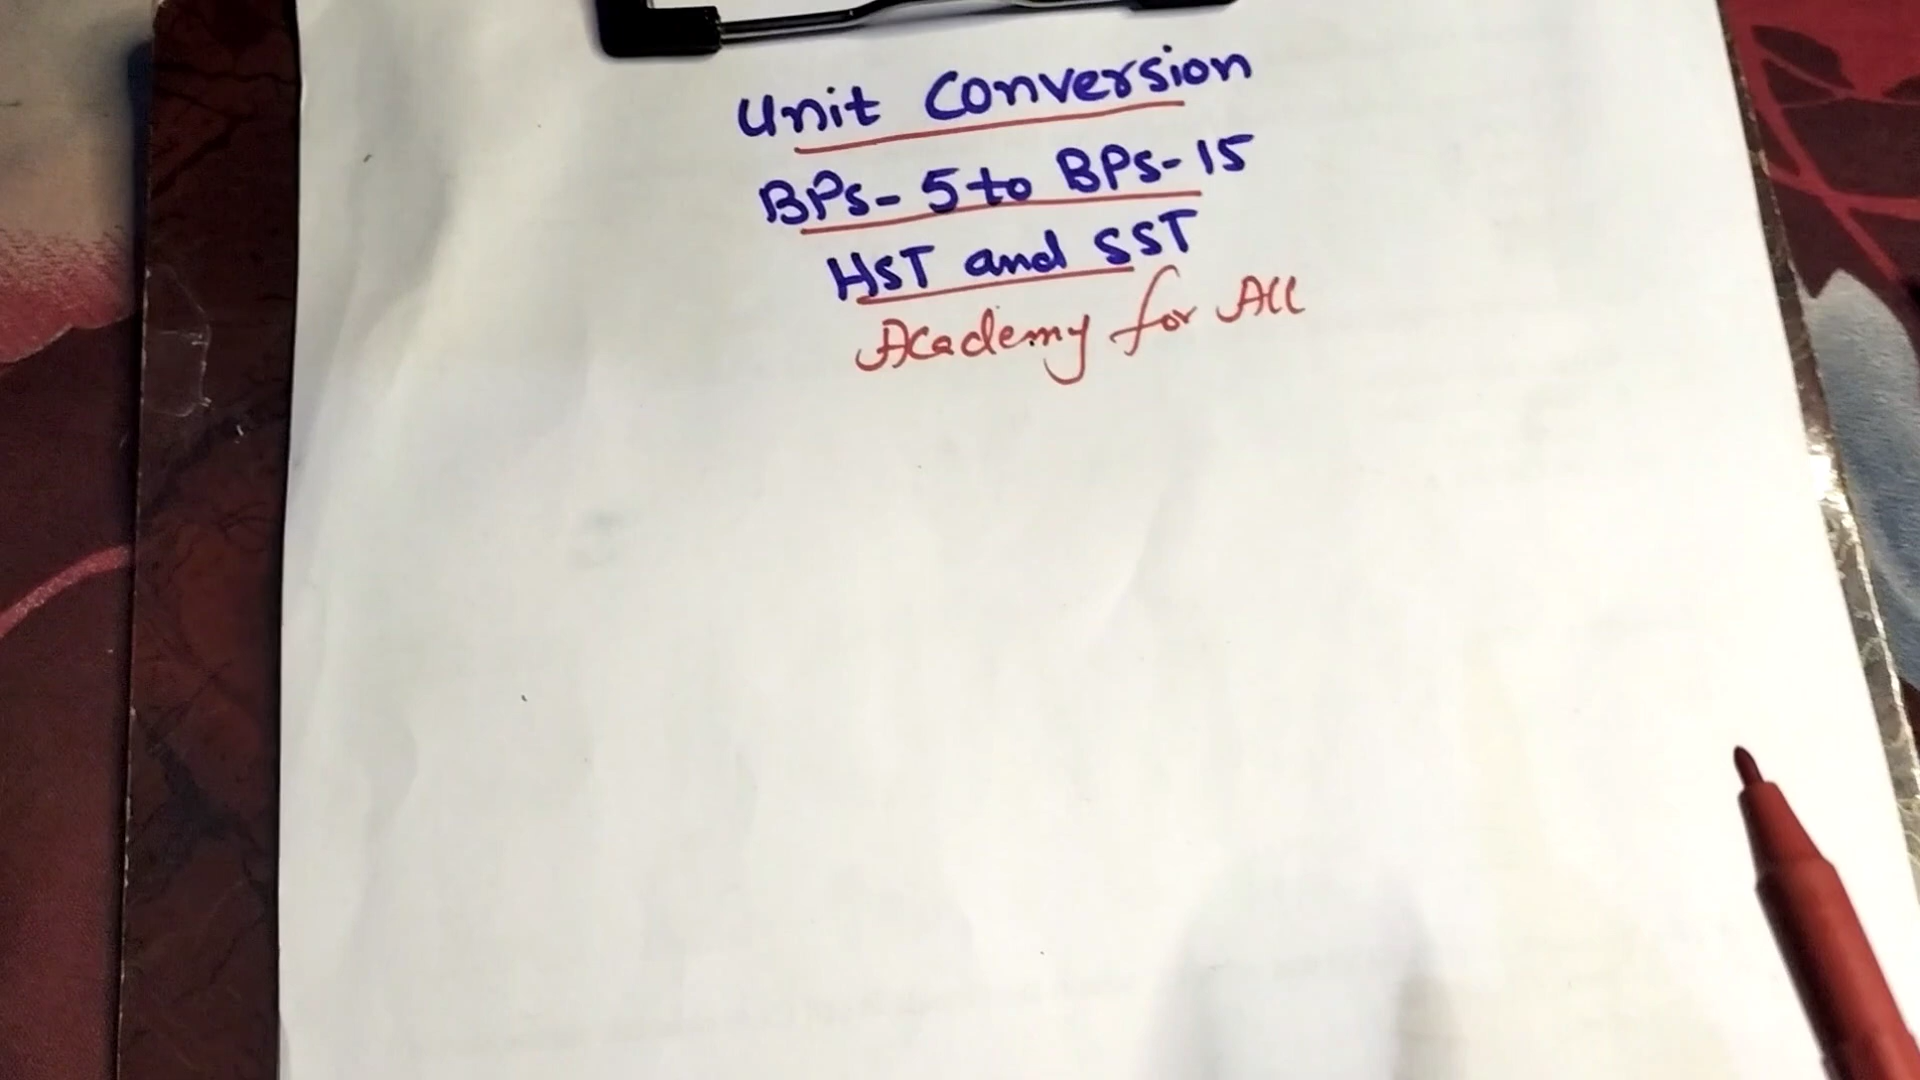 Unit Conversion
BPS- 5 to BPS-15
HST and SST
Academy for All